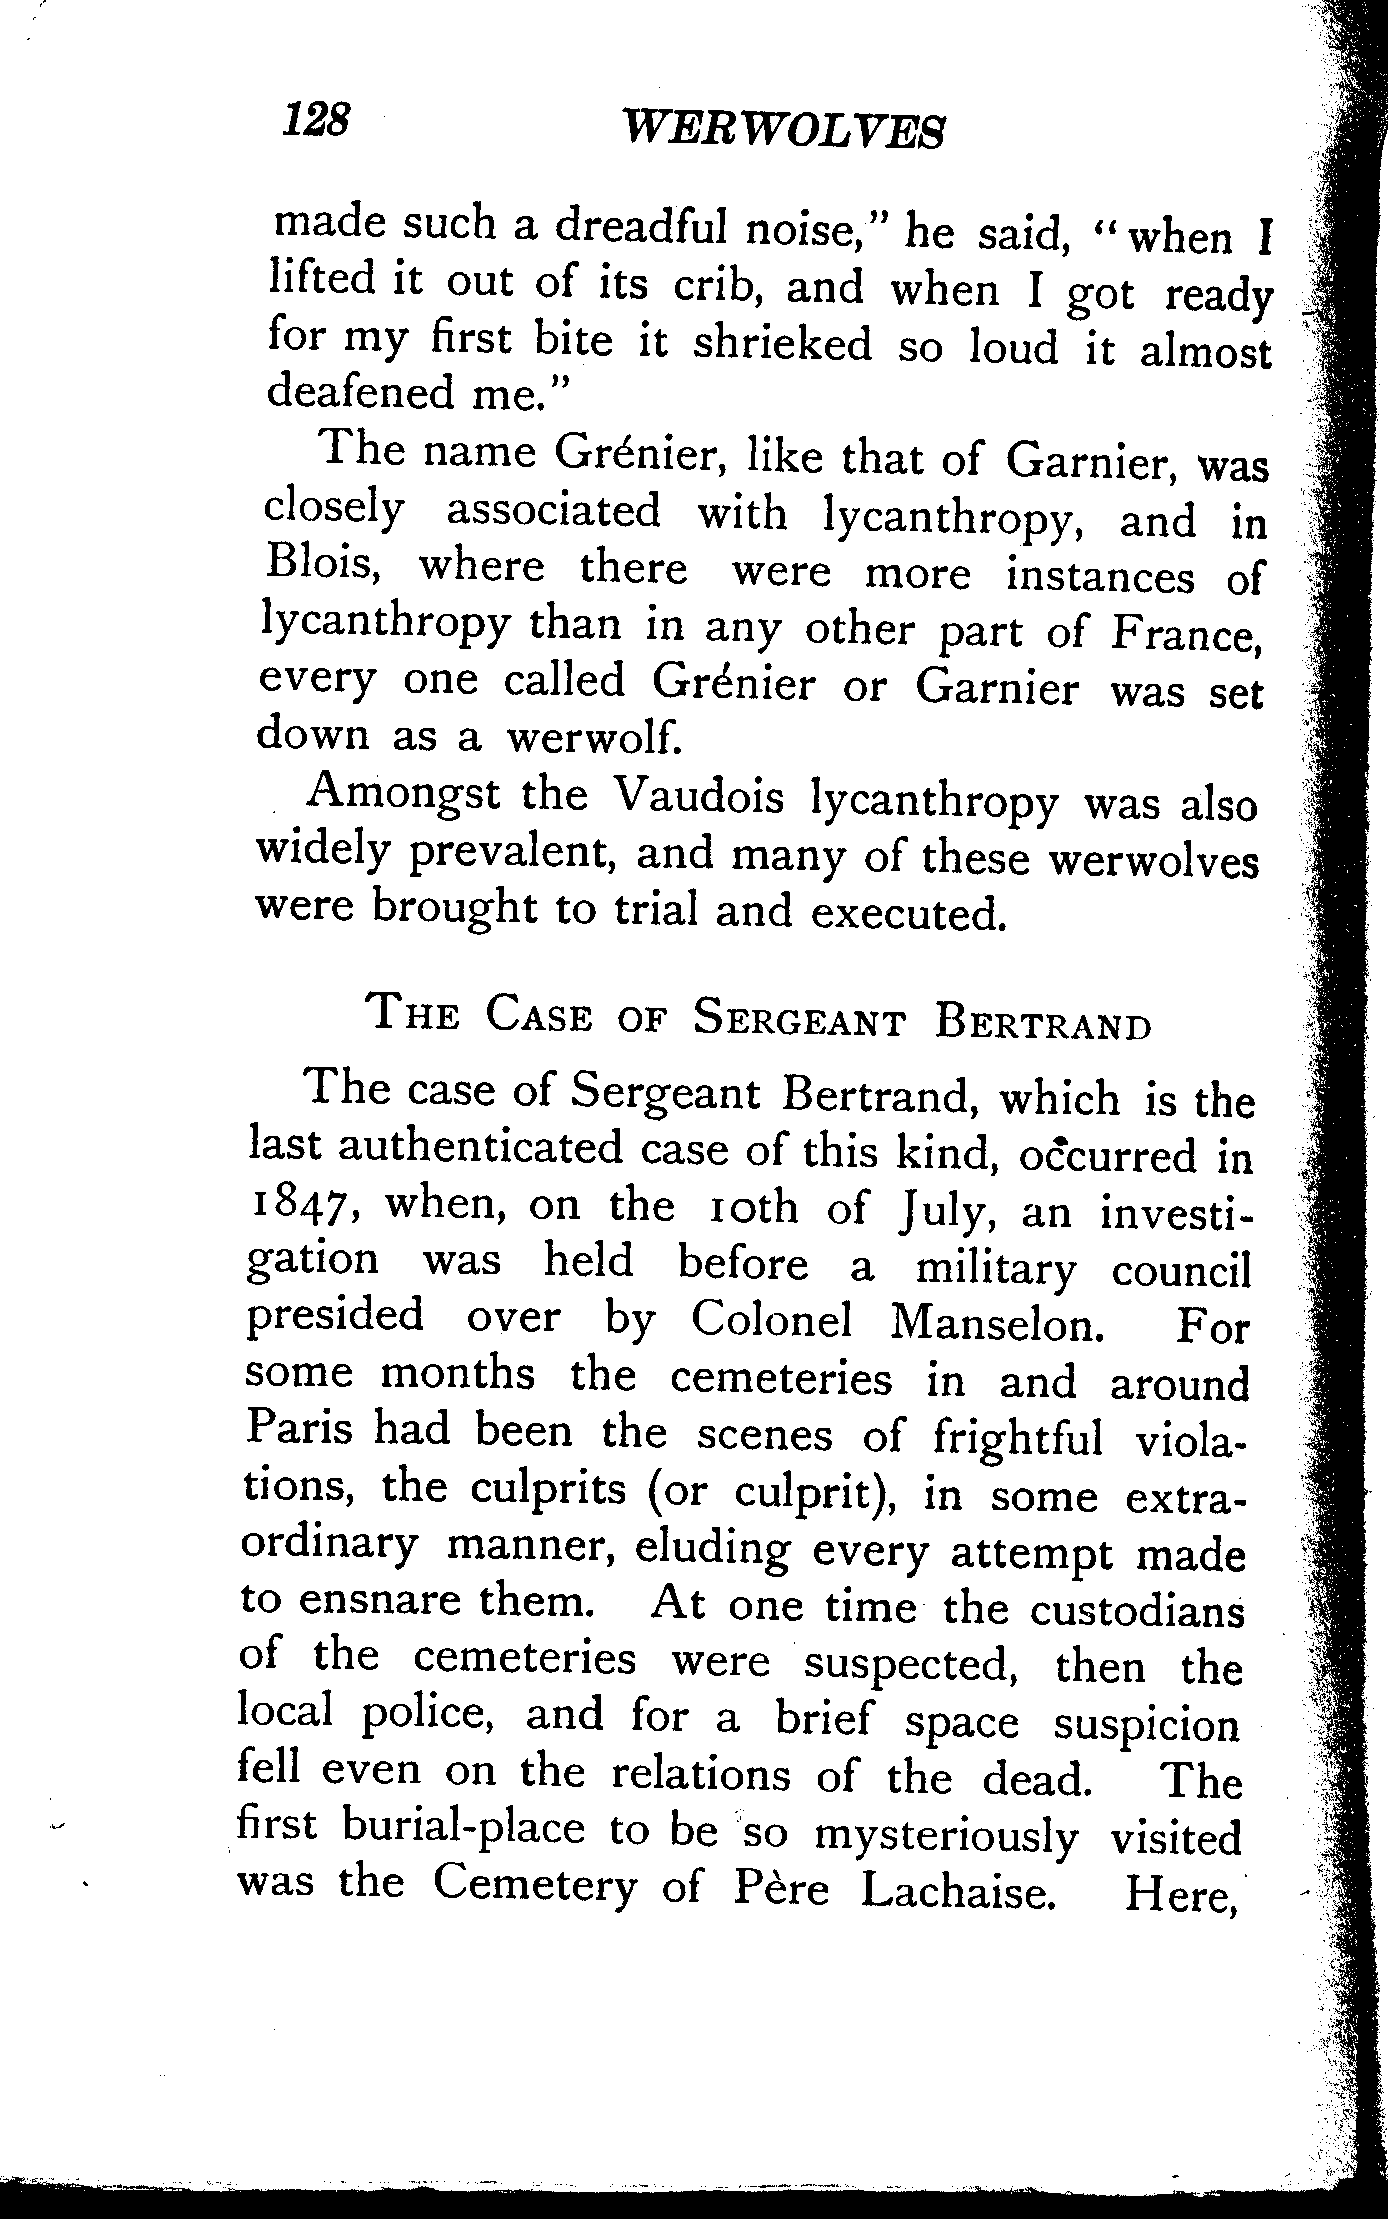 128 WERWOLVES
made such a dreadful noise," he said, "when I
lifted it out of its crib, and when I got ready
for my first bite it shrieked so loud it almost
deafened me."
The name Grénier, like that of Garnier, was
closely associated with lycanthropy, and in
Blois, where there were more instances of
lycanthropy than in any other part of France,
every one called Grénier or Garnier was set
down as a werwolf.
Amongst the Vaudois lycanthropy was also
widely prevalent, and many of these werwolves
were brought to trial and executed.
THE CASE OF SERGEANT BERTRAND
The case of Sergeant Bertrand, which is the
last authenticated case of this kind, occurred in
1847, when, on the 10th of July, an investi-
gation was held before a military council
presided over by Colonel Manselon. For
some months the cemeteries in and around
Paris had been the scenes of frightful viola-
tions, the culprits (or culprit), in some extra-
ordinary manner, eluding every attempt made
to ensnare them. At one time the custodians
of the cemeteries were suspected, then the
local police, and for a brief space suspicion
fell even on the relations of the dead. The
first burial-place to be so mysteriously visited
was the Cemetery of Père Lachaise. Here,